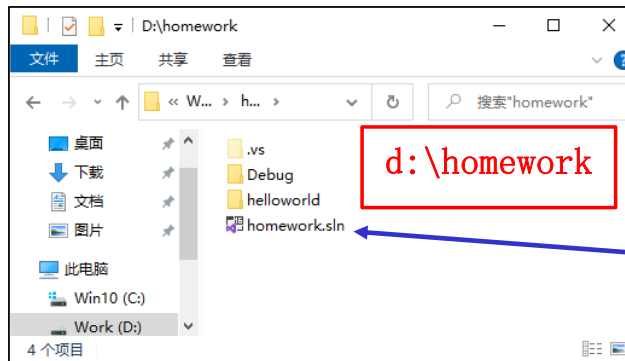 D:\homework
文件 主页 共享 查看
« W... › h... › 搜索"homework"
桌面
下载
文档
图片
此电脑
Win10 (C:)
Work (D:)
.vs
Debug
helloworld
homework.sln
d:\homework
4 个项目